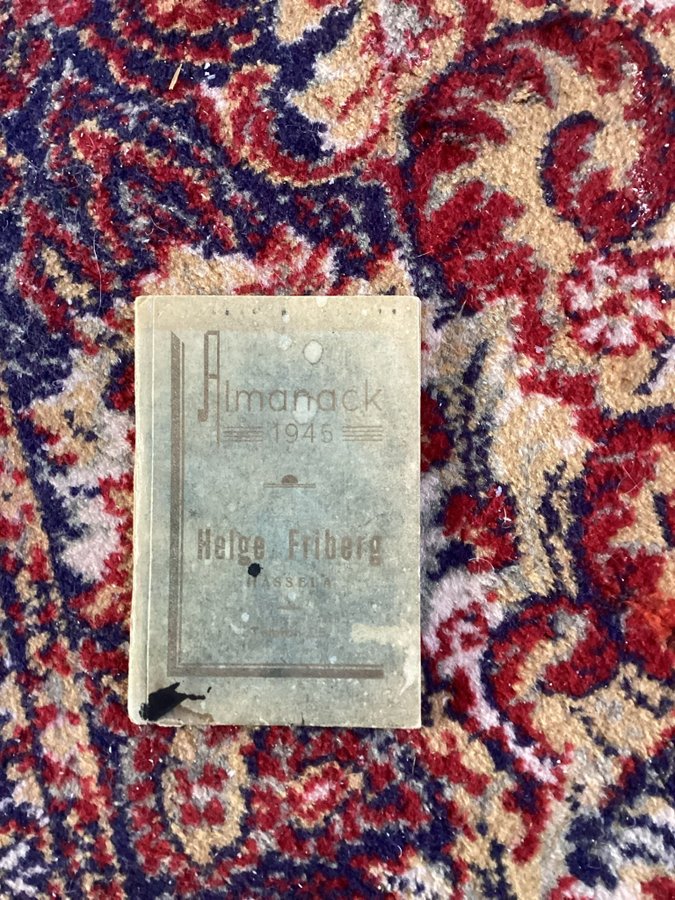 Almanack
1945
Helge Friberg
HASSELA